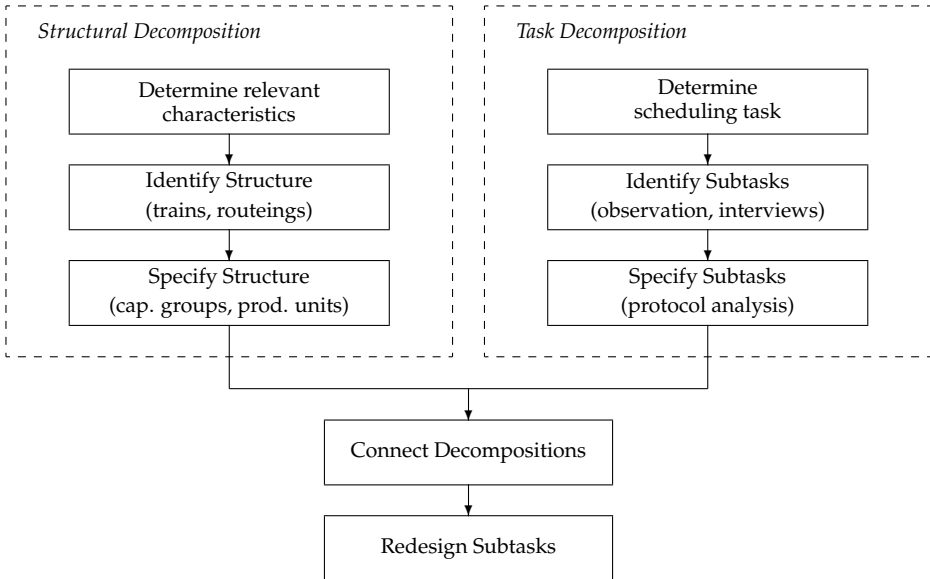 Structural Decomposition
Determine relevant
characteristics
Identify Structure
(trains, routeings)
Specify Structure
(cap. groups, prod. units)
Task Decomposition
Determine
scheduling task
Identify Subtasks
(observation, interviews)
Specify Subtasks
(protocol analysis)
Connect Decompositions
Redesign Subtasks